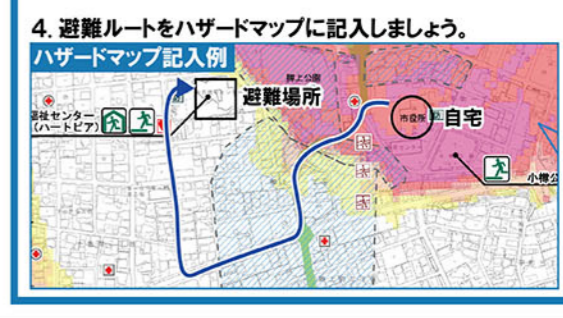 4. 避難ルートをハザードマップに記入しましょう。
ハザードマップ記入例
避難場所
福祉センター
(ハートピア)
市役所
自宅
小樽公